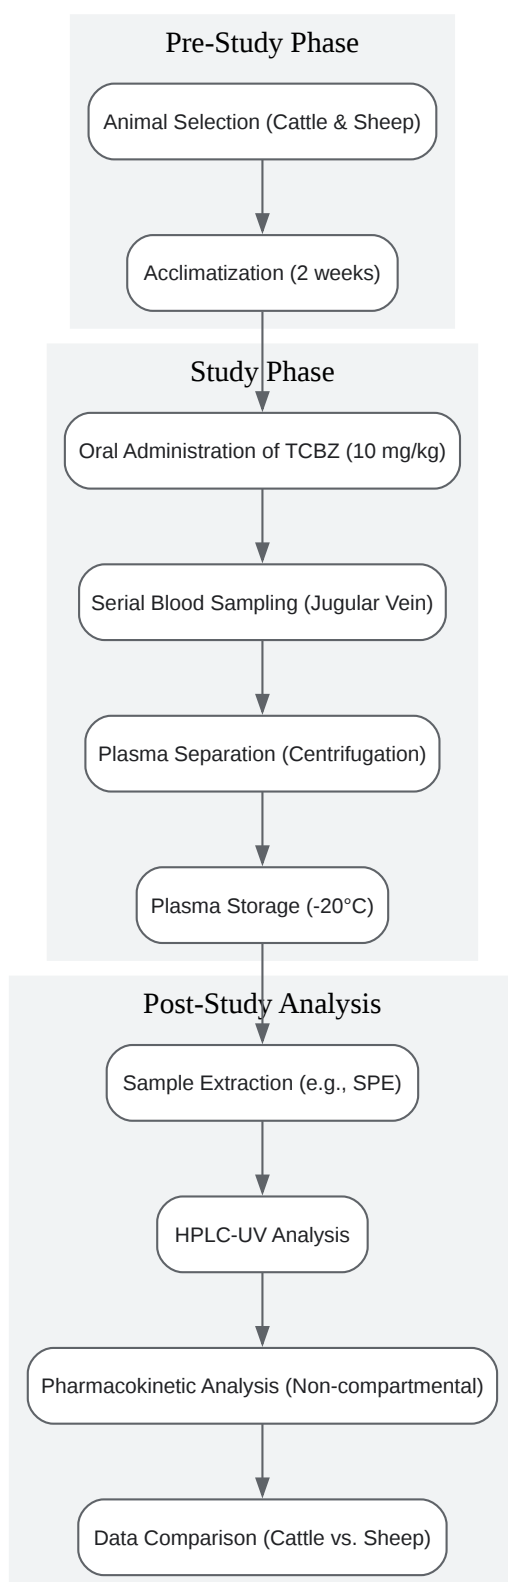 Pre-Study Phase
Animal Selection (Cattle & Sheep)
Acclimatization (2 weeks)
Study Phase
Oral Administration of TCBZ (10 mg/kg)
Serial Blood Sampling (Jugular Vein)
Plasma Separation (Centrifugation)
Plasma Storage (-20°C)
Post-Study Analysis
Sample Extraction (e.g., SPE)
HPLC-UV Analysis
Pharmacokinetic Analysis (Non-compartmental)
Data Comparison (Cattle vs. Sheep)